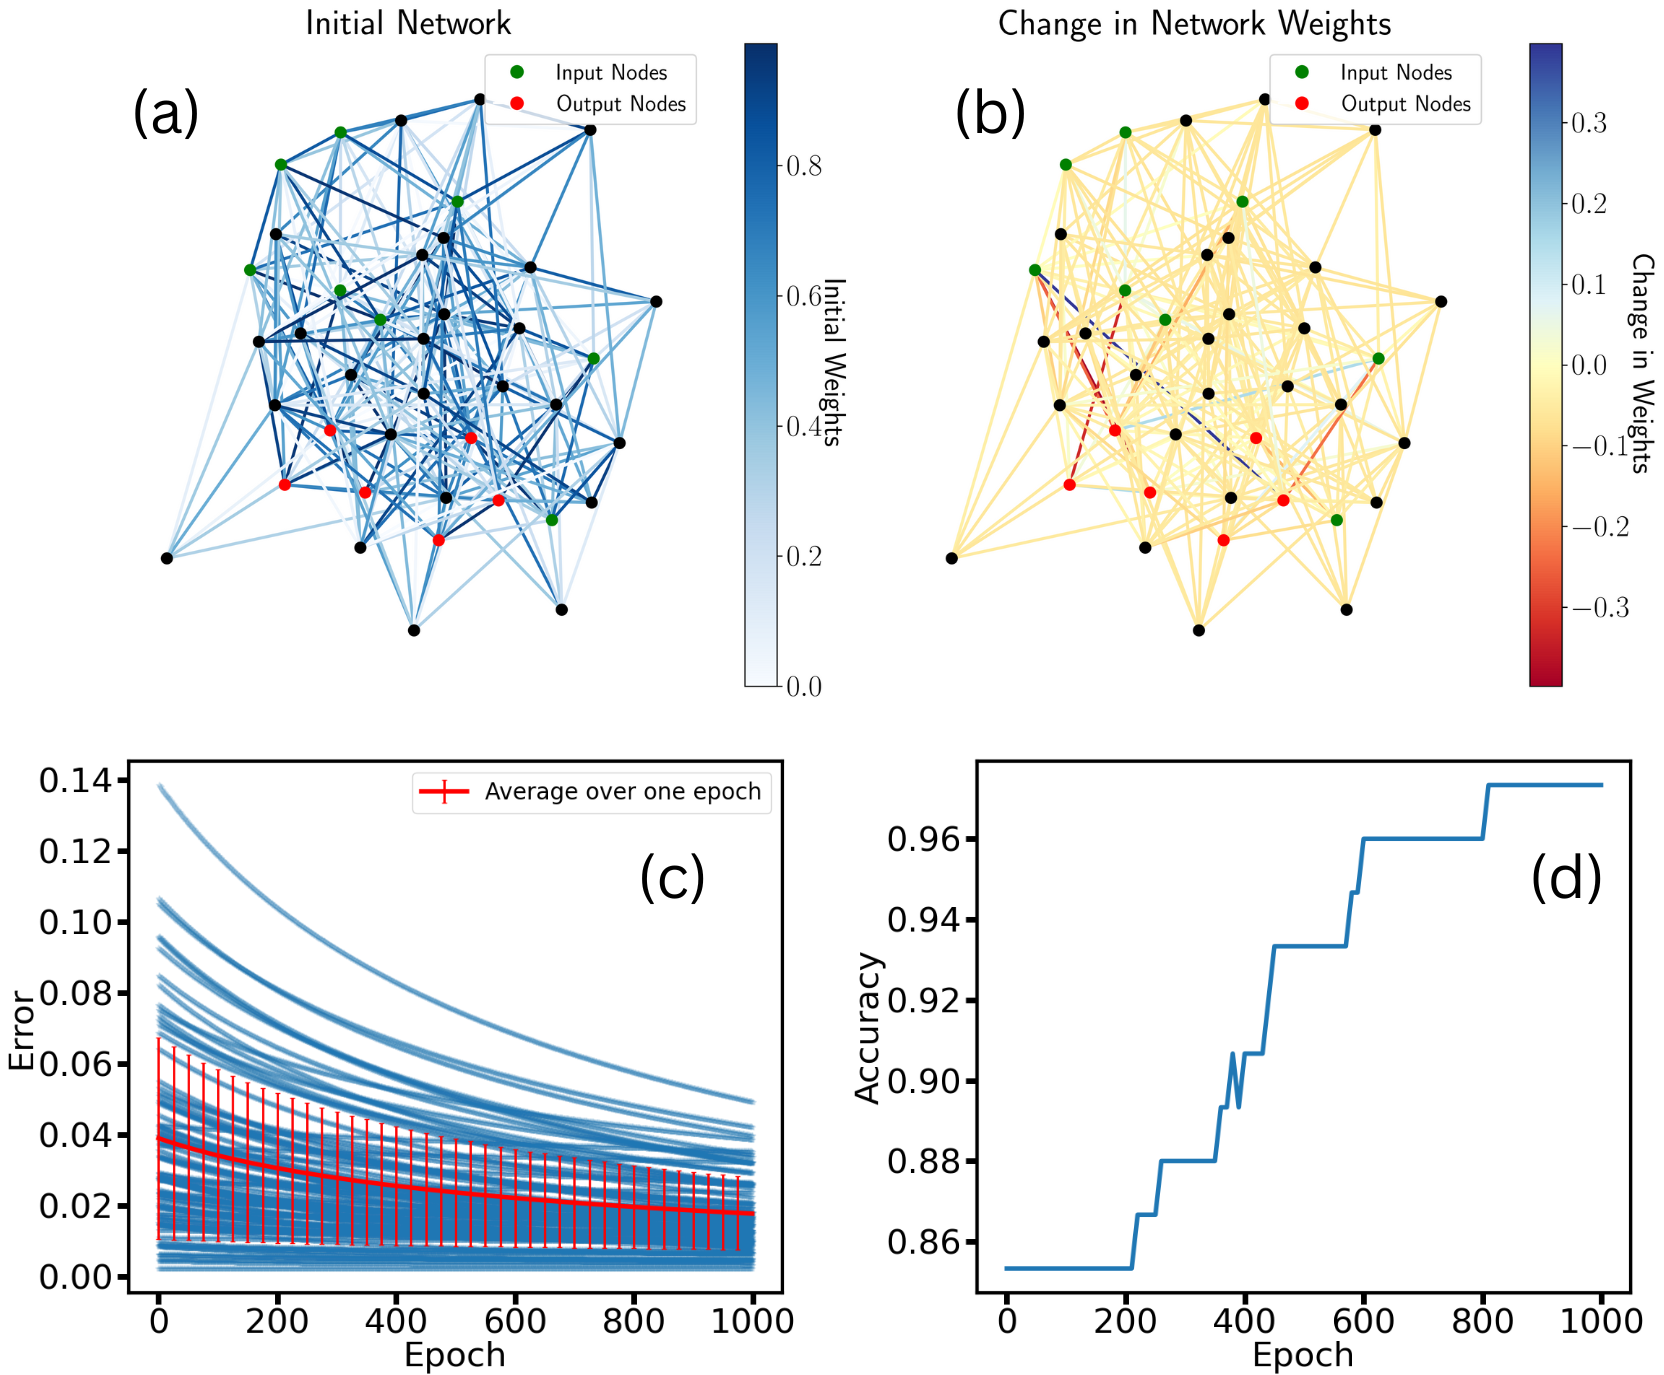 Initial Network
Change in Network Weights
(a)
Input Nodes
Output Nodes
0.8
0.6
0.4
0.2
0.0
Initial Weights
(b)
Input Nodes
Output Nodes
0.3
0.2
0.1
0.0
−0.1
−0.2
−0.3
Change in Weights
0.14
0.12
0.10
0.08
0.06
0.04
0.02
0.00
Error
Average over one epoch
(c)
0 200 400 600 800 1000
Epoch
0.96
0.94
0.92
0.90
0.88
0.86
Accuracy
(d)
0 200 400 600 800 1000
Epoch